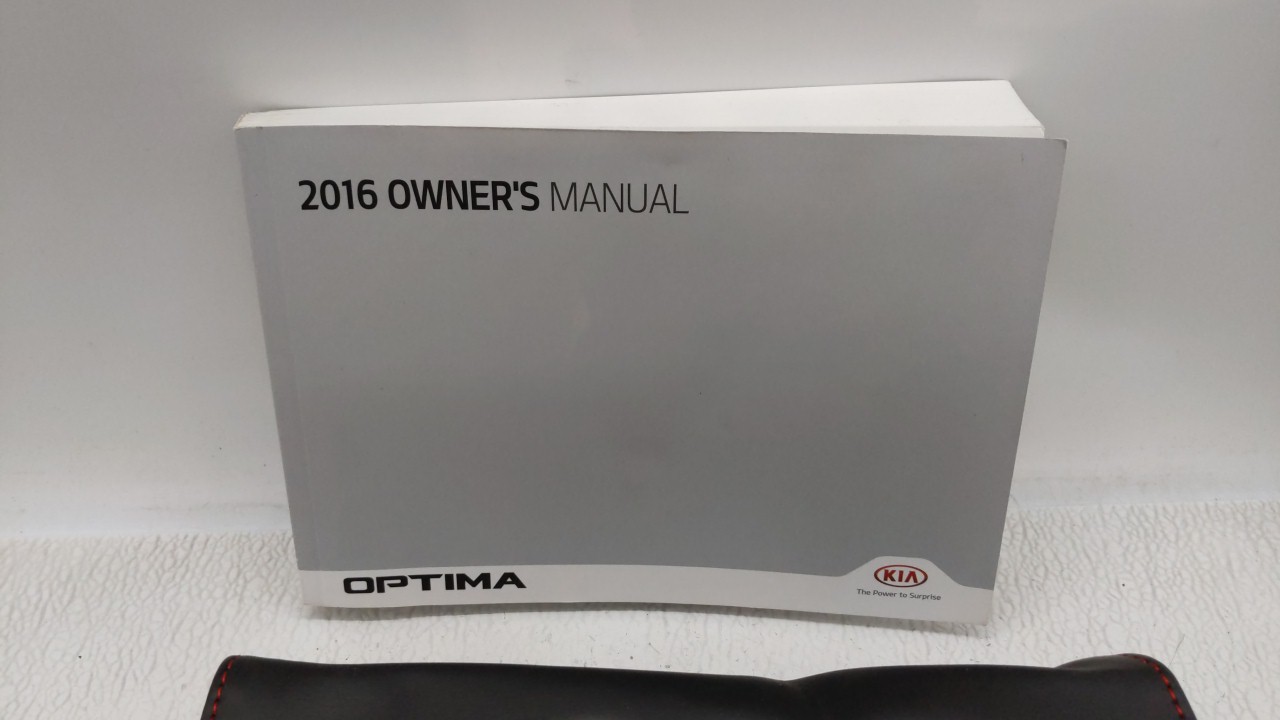 2016 OWNER'S MANUAL
OPTIMA
KIA
The Power to Surprise